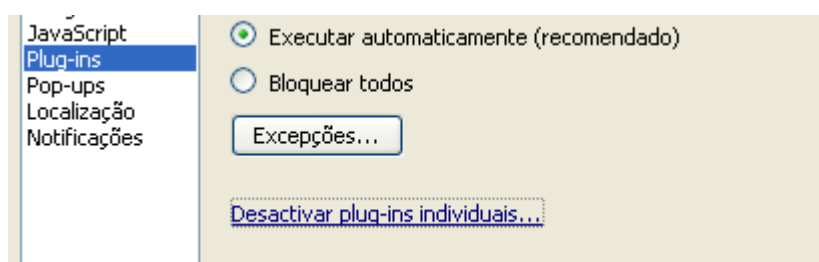 JavaScript
Plug-ins
Pop-ups
Localização
Notificações
Executar automaticamente (recomendado)
Bloquear todos
Excepções...
Desactivar plug-ins individuais...